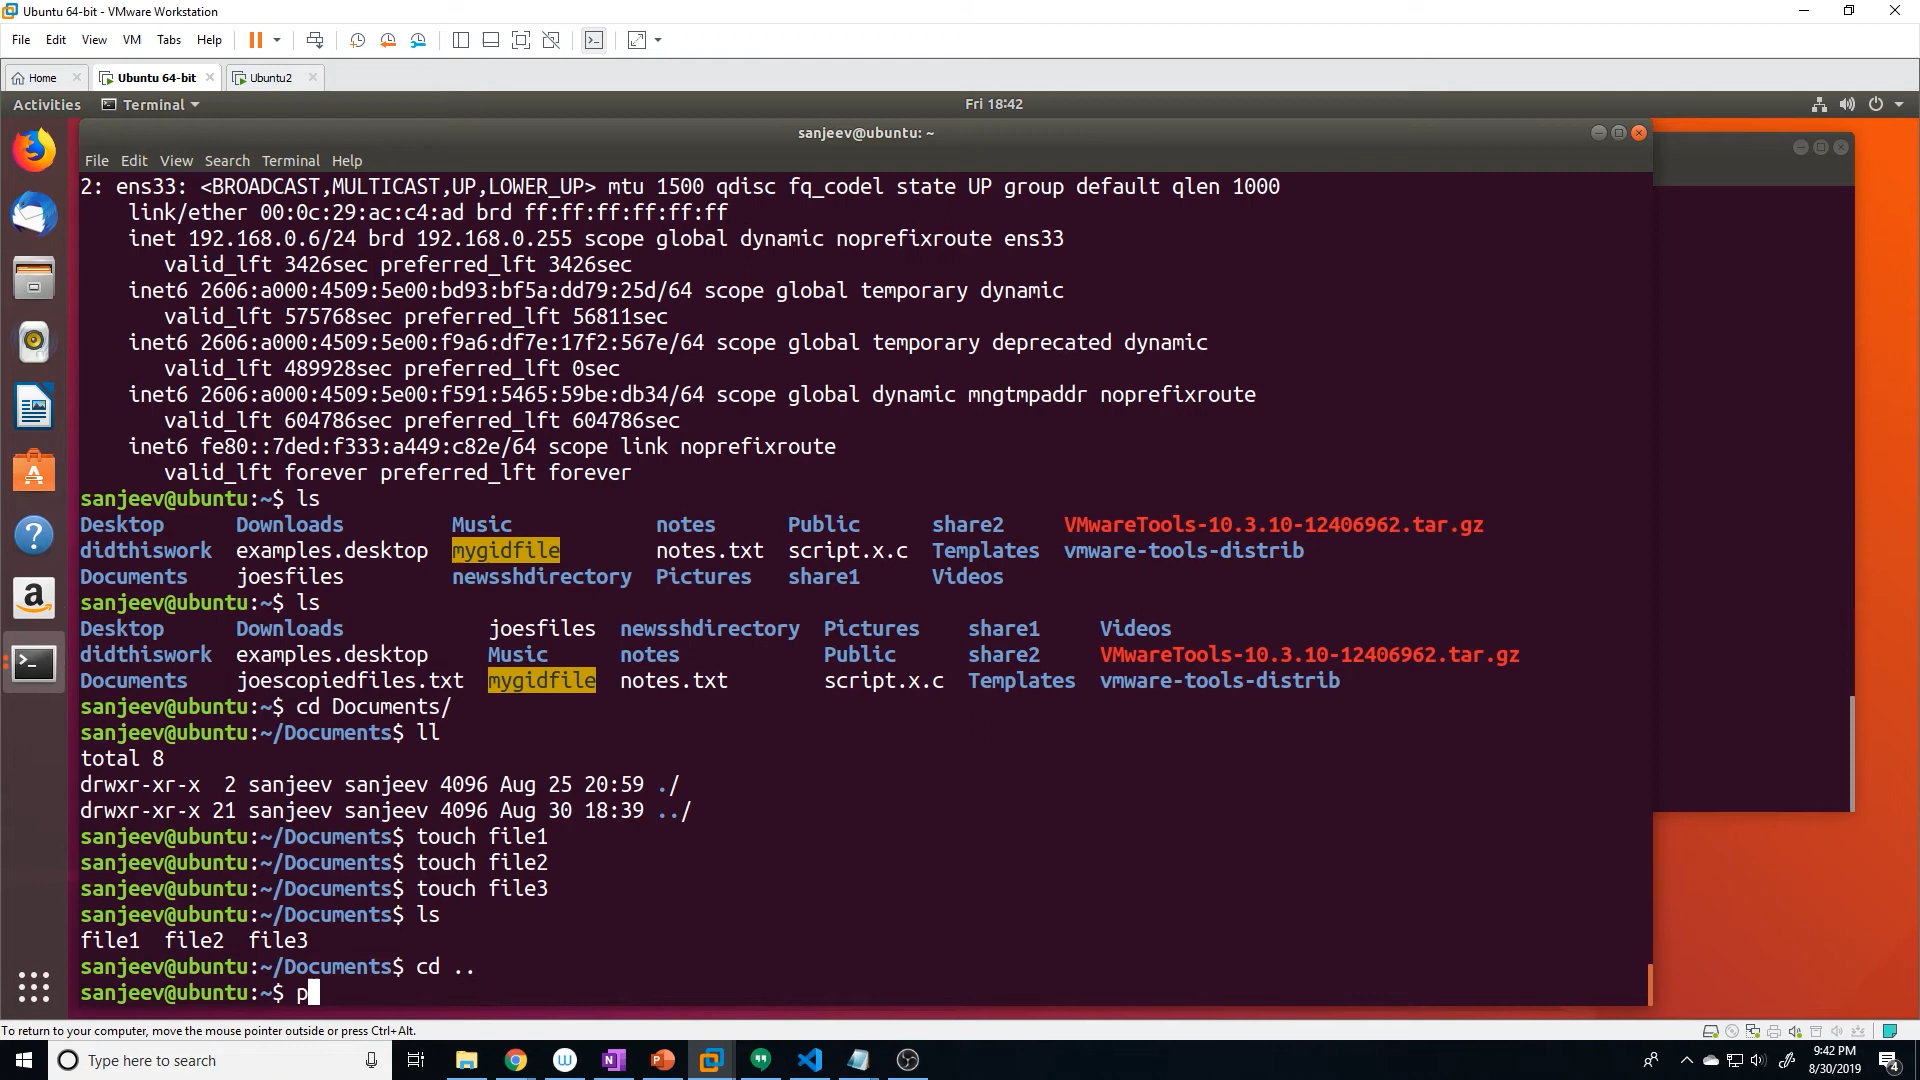 Ubuntu 64-bit - VMware Workstation
File Edit View VM Tabs Help
Home Ubuntu 64-bit Ubuntu2
Activities Terminal Fri 18:42
sanjeev@ubuntu: ~
File Edit View Search Terminal Help
2: ens33: <BROADCAST,MULTICAST,UP,LOWER_UP> mtu 1500 qdisc fq_codel state UP group default qlen 1000
link/ether 00:0c:29:ac:c4:ad brd ff:ff:ff:ff:ff:ff
inet 192.168.0.6/24 brd 192.168.0.255 scope global dynamic noprefixroute ens33
valid_lft 3426sec preferred_lft 3426sec
inet6 2606:a000:4509:5e00:bd93:bf5a:dd79:25d/64 scope global temporary dynamic
valid_lft 575768sec preferred_lft 56811sec
inet6 2606:a000:4509:5e00:f9a6:df7e:17f2:567e/64 scope global temporary deprecated dynamic
valid_lft 489928sec preferred_lft 0sec
inet6 2606:a000:4509:5e00:f591:5465:59be:db34/64 scope global dynamic mngtmpaddr noprefixroute
valid_lft 604786sec preferred_lft 604786sec
inet6 fe80::7ded:f333:a449:c82e/64 scope link noprefixroute
valid_lft forever preferred_lft forever
sanjeev@ubuntu:~$ ls
Desktop Downloads Music notes Public share2 VMwareTools-10.3.10-12406962.tar.gz
didthiswork examples.desktop mygidfile notes.txt script.x.c Templates vmware-tools-distrib
Documents joesfiles newsshdirectory Pictures share1 Videos
sanjeev@ubuntu:~$ ls
Desktop Downloads joesfiles newsshdirectory Pictures share1 Videos
didthiswork examples.desktop Music notes Public share2 VMwareTools-10.3.10-12406962.tar.gz
Documents joescopiedfiles.txt mygidfile notes.txt script.x.c Templates vmware-tools-distrib
sanjeev@ubuntu:~$ cd Documents/
sanjeev@ubuntu:~/Documents$ ll
total 8
drwxr-xr-x 2 sanjeev sanjeev 4096 Aug 25 20:59 ./
drwxr-xr-x 21 sanjeev sanjeev 4096 Aug 30 18:39 ../
sanjeev@ubuntu:~/Documents$ touch file1
sanjeev@ubuntu:~/Documents$ touch file2
sanjeev@ubuntu:~/Documents$ touch file3
sanjeev@ubuntu:~/Documents$ ls
file1 file2 file3
sanjeev@ubuntu:~/Documents$ cd ..
sanjeev@ubuntu:~$ p
To return to your computer, move the mouse pointer outside or press Ctrl+Alt.
Type here to search
9:42 PM
8/30/2019
4